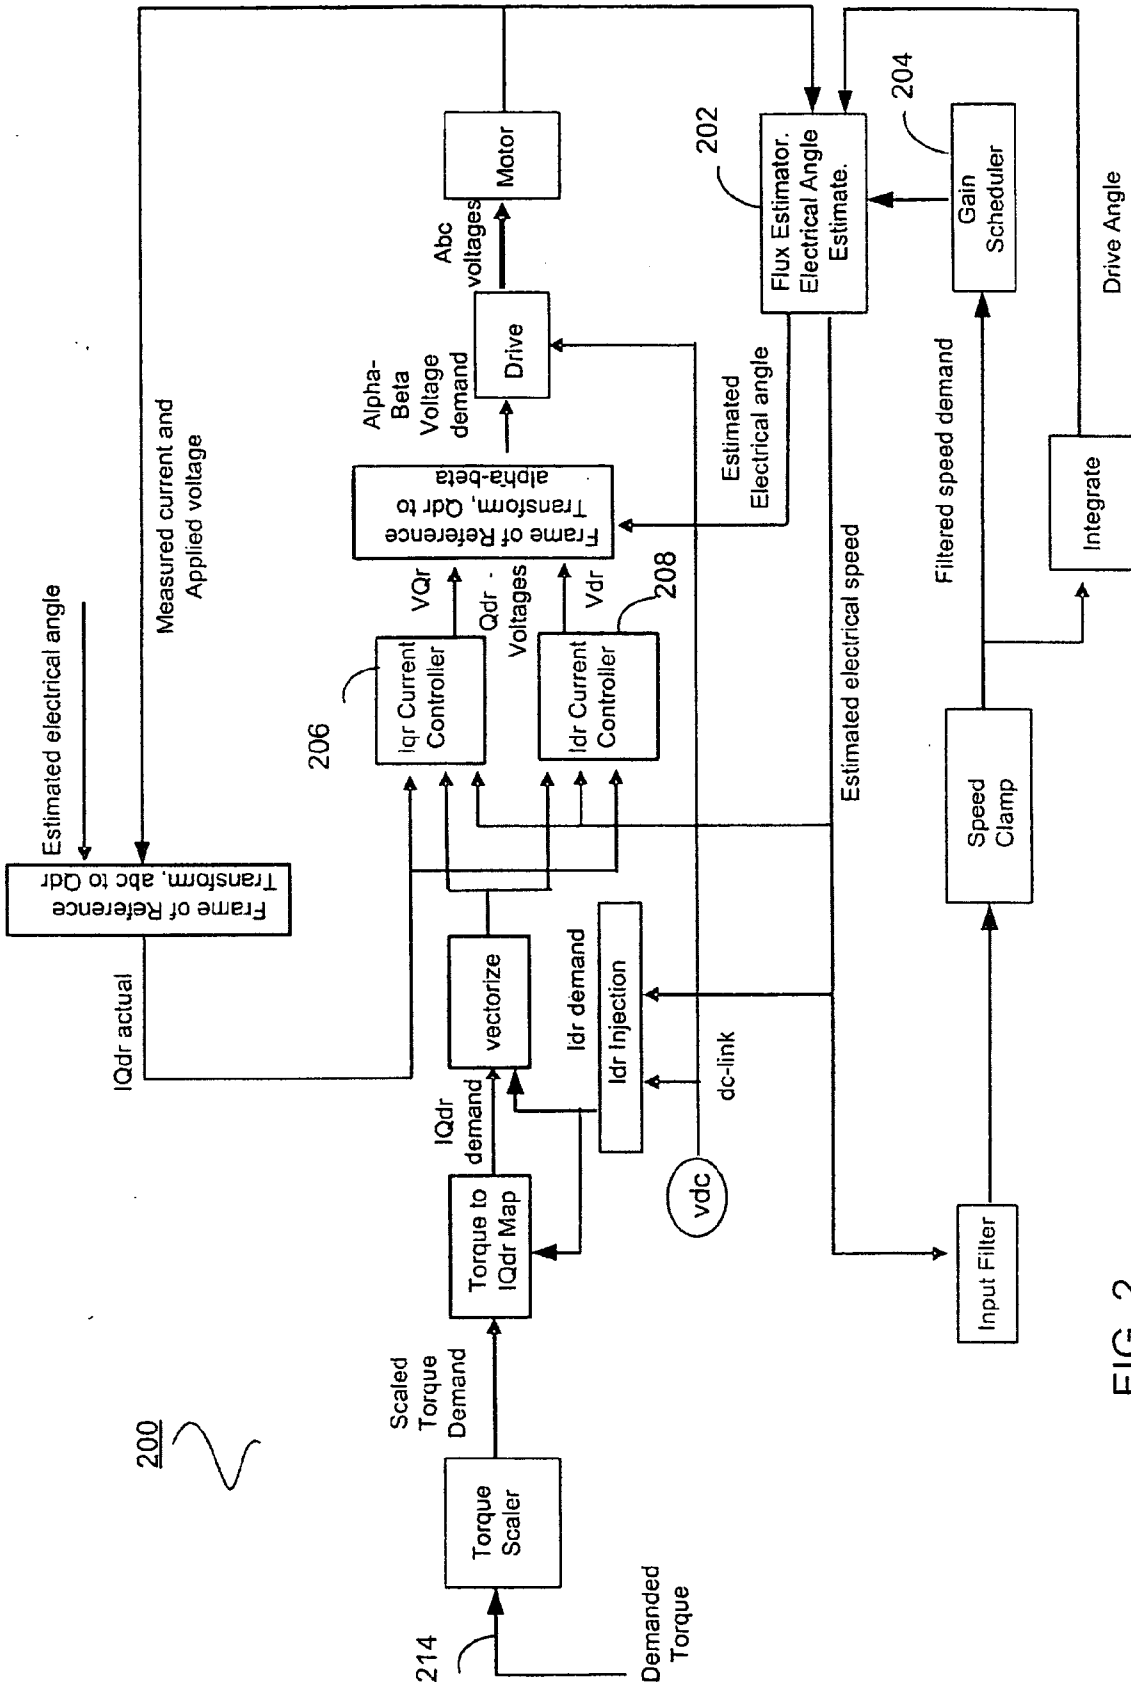 200
214
Demanded
Torque
Torque
Scaler
Scaled
Torque
Demand
Torque to
IQdr Map
IQdr
demand
vectorize
Idr demand
Idr Injection
dc-link
vdc
IQdr actual
Frame of Reference
Transform, abc to Qdr
Estimated electrical angle
Measured current and
Applied voltage
206
Iqr Current
Controller
VQr
Qdr -
Voltages
Idr Current
Controller
Vdr
208
Frame of Reference
Transform, Qdr to
alpha-beta
Alpha-
Beta
Voltage
demand
Drive
Abc
voltages
Motor
202
Flux Estimator.
Electrical Angle
Estimate.
Estimated
Electrical angle
Estimated electrical speed
204
Gain
Scheduler
Filtered speed demand
Input Filter
Speed
Clamp
Integrate
Drive Angle
FIG. 2